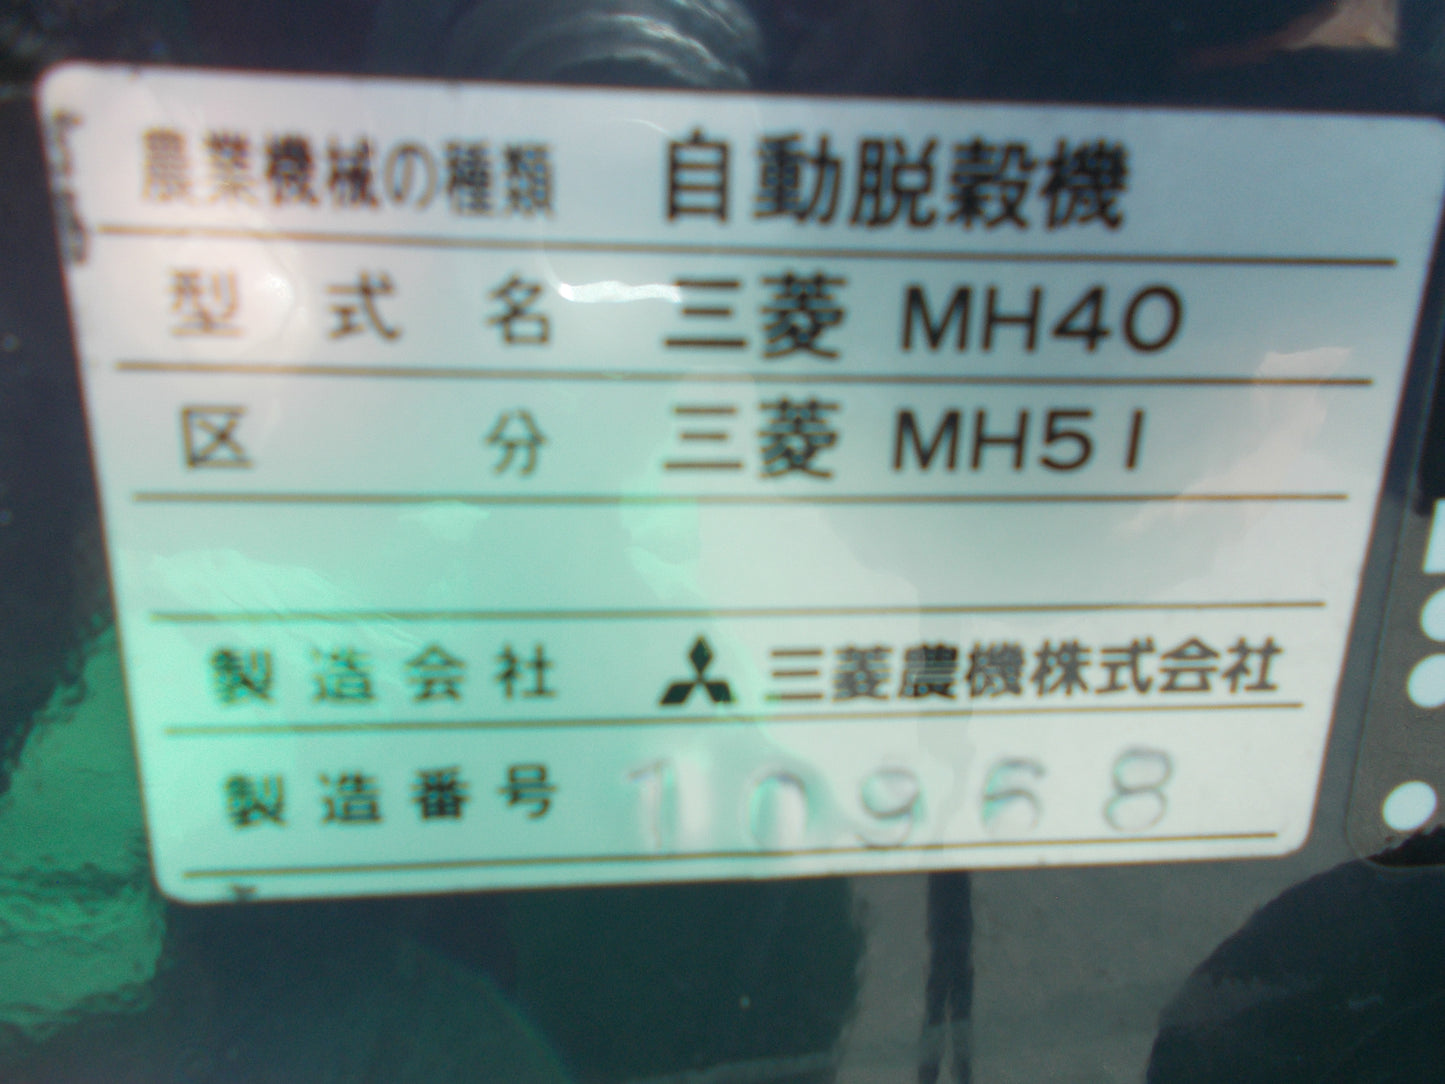 農業機械の種類 自動脱穀機
型式名 三菱 MH40
区分 三菱 MH51
製造会社 三菱農機株式会社
製造番号 10968